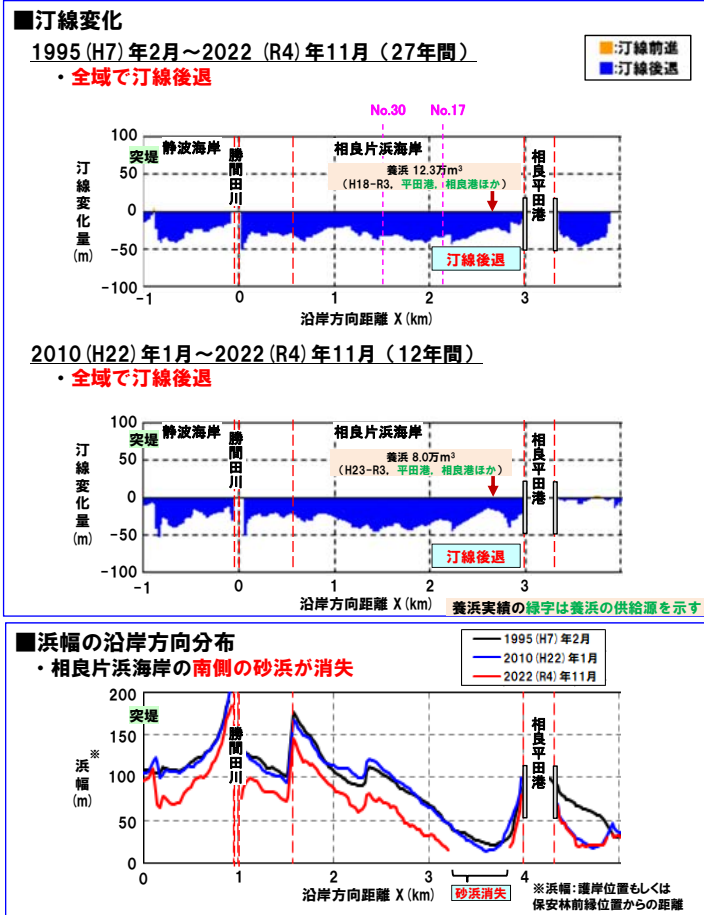 ■汀線変化
1995(H7)年2月～2022(R4)年11月(27年間)
・全域で汀線後退
■:汀線前進
■:汀線後退
No.30 No.17
突堤 静波海岸 勝間田川 相良片浜海岸 相良平田港
養浜 12.3万m³
(H18-R3, 平田港, 相良港ほか)
汀線後退
汀線変化量(m)
100
50
0
-50
-100
-1 0 1 2 3
沿岸方向距離 X(km)
2010(H22)年1月～2022(R4)年11月(12年間)
・全域で汀線後退
突堤 静波海岸 勝間田川 相良片浜海岸 相良平田港
養浜 8.0万m³
(H23-R3, 平田港, 相良港ほか)
汀線後退
汀線変化量(m)
100
50
0
-50
-100
-1 0 1 2 3
沿岸方向距離 X(km)
養浜実績の緑字は養浜の供給源を示す
■浜幅の沿岸方向分布
・相良片浜海岸の南側の砂浜が消失
1995(H7)年2月
2010(H22)年1月
2022(R4)年11月
突堤 勝間田川 相良平田港
浜幅※(m)
200
150
100
50
0
0 1 2 3 4
沿岸方向距離 X(km)
砂浜消失
※浜幅:護岸位置もしくは
保安林前縁位置からの距離